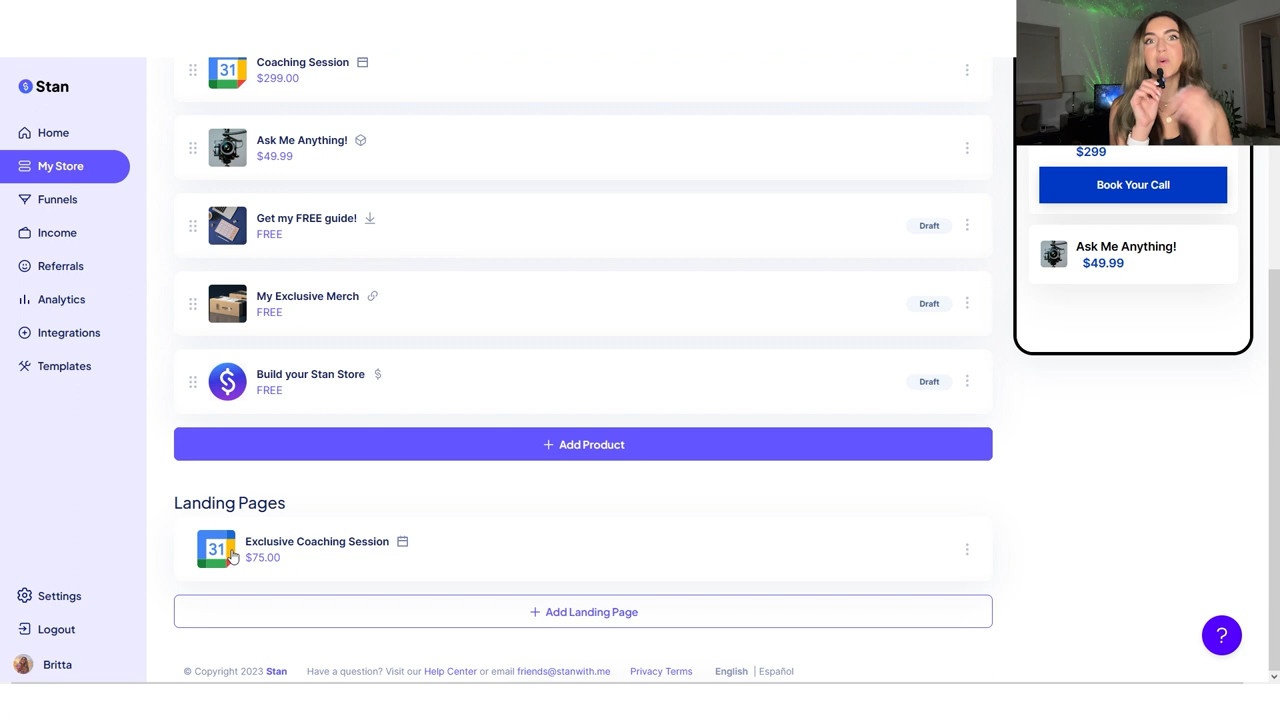 Stan
Home
My Store
Funnels
Income
Referrals
Analytics
Integrations
Templates
Settings
Logout
Britta
31
Coaching Session
$299.00
Ask Me Anything!
$49.99
Get my FREE guide!
FREE
Draft
My Exclusive Merch
FREE
Draft
Build your Stan Store
FREE
Draft
+ Add Product
Landing Pages
31
Exclusive Coaching Session
$75.00
+ Add Landing Page
© Copyright 2023 Stan Have a question? Visit our Help Center or email friends@stanwith.me Privacy Terms English | Español
$299
Book Your Call
Ask Me Anything!
$49.99
?